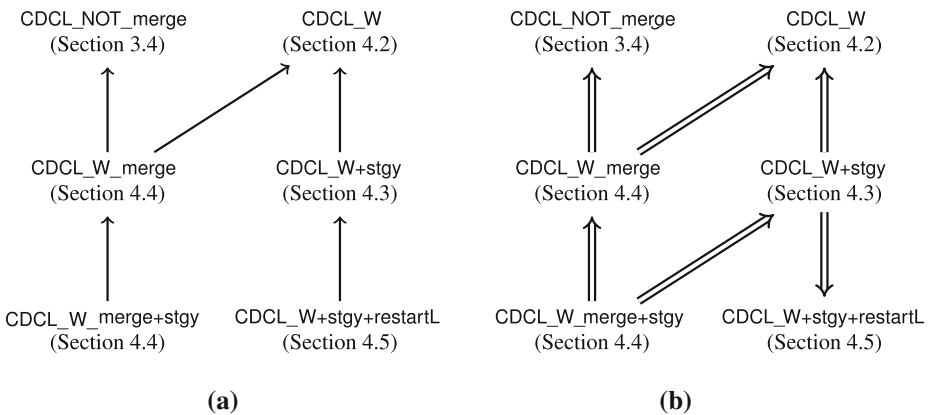 CDCL_NOT_merge CDCL_W CDCL_NOT_merge CDCL_W
(Section 3.4) (Section 4.2) (Section 3.4) (Section 4.2)
CDCL_W_merge CDCL_W+stgy CDCL_W_merge CDCL_W+stgy
(Section 4.4) (Section 4.3) (Section 4.4) (Section 4.3)
CDCL_W_merge+stgy CDCL_W+stgy+restartL CDCL_W_merge+stgy CDCL_W+stgy+restartL
(Section 4.4) (Section 4.5) (Section 4.4) (Section 4.5)
(a) (b)